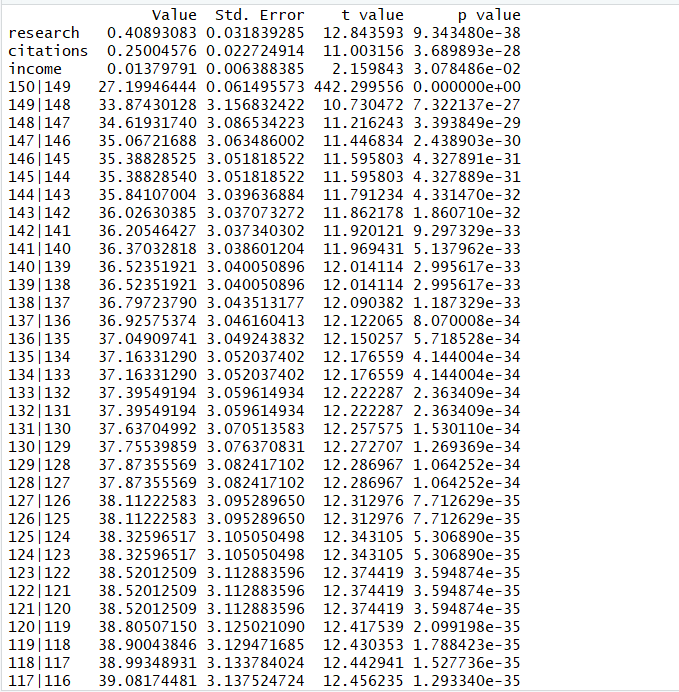 Value Std. Error t value p value
research 0.40893083 0.031839285 12.843593 9.343480e-38
citations 0.25004576 0.022724914 11.003156 3.689893e-28
income 0.01379791 0.006388385 2.159843 3.078486e-02
150|149 27.19946444 0.061495573 442.299556 0.000000e+00
149|148 33.87430128 3.156832422 10.730472 7.322137e-27
148|147 34.61931740 3.086534223 11.216243 3.393849e-29
147|146 35.06721688 3.063486002 11.446834 2.438903e-30
146|145 35.38828525 3.051818522 11.595803 4.327891e-31
145|144 35.38828540 3.051818522 11.595803 4.327889e-31
144|143 35.84107004 3.039636884 11.791234 4.331470e-32
143|142 36.02630385 3.037073272 11.862178 1.860710e-32
142|141 36.20546427 3.037340302 11.920121 9.297329e-33
141|140 36.37032818 3.038601204 11.969431 5.137962e-33
140|139 36.52351921 3.040050896 12.014114 2.995617e-33
139|138 36.52351921 3.040050896 12.014114 2.995617e-33
138|137 36.79723790 3.043513177 12.090382 1.187329e-33
137|136 36.92575374 3.046160413 12.122065 8.070008e-34
136|135 37.04909741 3.049243832 12.150257 5.718528e-34
135|134 37.16331290 3.052037402 12.176559 4.144004e-34
134|133 37.16331290 3.052037402 12.176559 4.144004e-34
133|132 37.39549194 3.059614934 12.222287 2.363409e-34
132|131 37.39549194 3.059614934 12.222287 2.363409e-34
131|130 37.63704992 3.070513583 12.257575 1.530110e-34
130|129 37.75539859 3.076370831 12.272707 1.269369e-34
129|128 37.87355569 3.082417102 12.286967 1.064252e-34
128|127 37.87355569 3.082417102 12.286967 1.064252e-34
127|126 38.11222583 3.095289650 12.312976 7.712629e-35
126|125 38.11222583 3.095289650 12.312976 7.712629e-35
125|124 38.32596517 3.105050498 12.343105 5.306890e-35
124|123 38.32596517 3.105050498 12.343105 5.306890e-35
123|122 38.52012509 3.112883596 12.374419 3.594874e-35
122|121 38.52012509 3.112883596 12.374419 3.594874e-35
121|120 38.52012509 3.112883596 12.374419 3.594874e-35
120|119 38.80507150 3.125021090 12.417539 2.099198e-35
119|118 38.90043846 3.129471685 12.430353 1.788423e-35
118|117 38.99348931 3.133784024 12.442941 1.527736e-35
117|116 39.08174481 3.137524724 12.456235 1.293340e-35